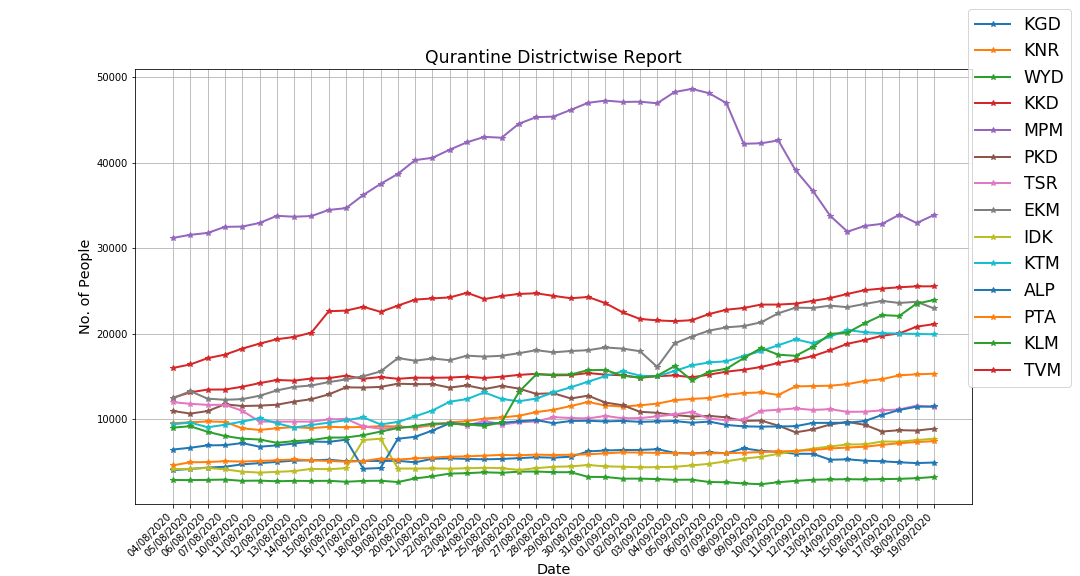 Qurantine Districtwise Report
50000
40000
30000
20000
10000
No. of People
04/08/2020
05/08/2020
06/08/2020
07/08/2020
10/08/2020
11/08/2020
12/08/2020
13/08/2020
14/08/2020
15/08/2020
16/08/2020
17/08/2020
18/08/2020
19/08/2020
20/08/2020
21/08/2020
22/08/2020
23/08/2020
24/08/2020
25/08/2020
26/08/2020
27/08/2020
28/08/2020
29/08/2020
30/08/2020
31/08/2020
01/09/2020
02/09/2020
03/09/2020
04/09/2020
05/09/2020
06/09/2020
07/09/2020
08/09/2020
09/09/2020
10/09/2020
11/09/2020
12/09/2020
13/09/2020
14/09/2020
15/09/2020
16/09/2020
17/09/2020
18/09/2020
19/09/2020
Date
KGD
KNR
WYD
KKD
MPM
PKD
TSR
EKM
IDK
KTM
ALP
PTA
KLM
TVM